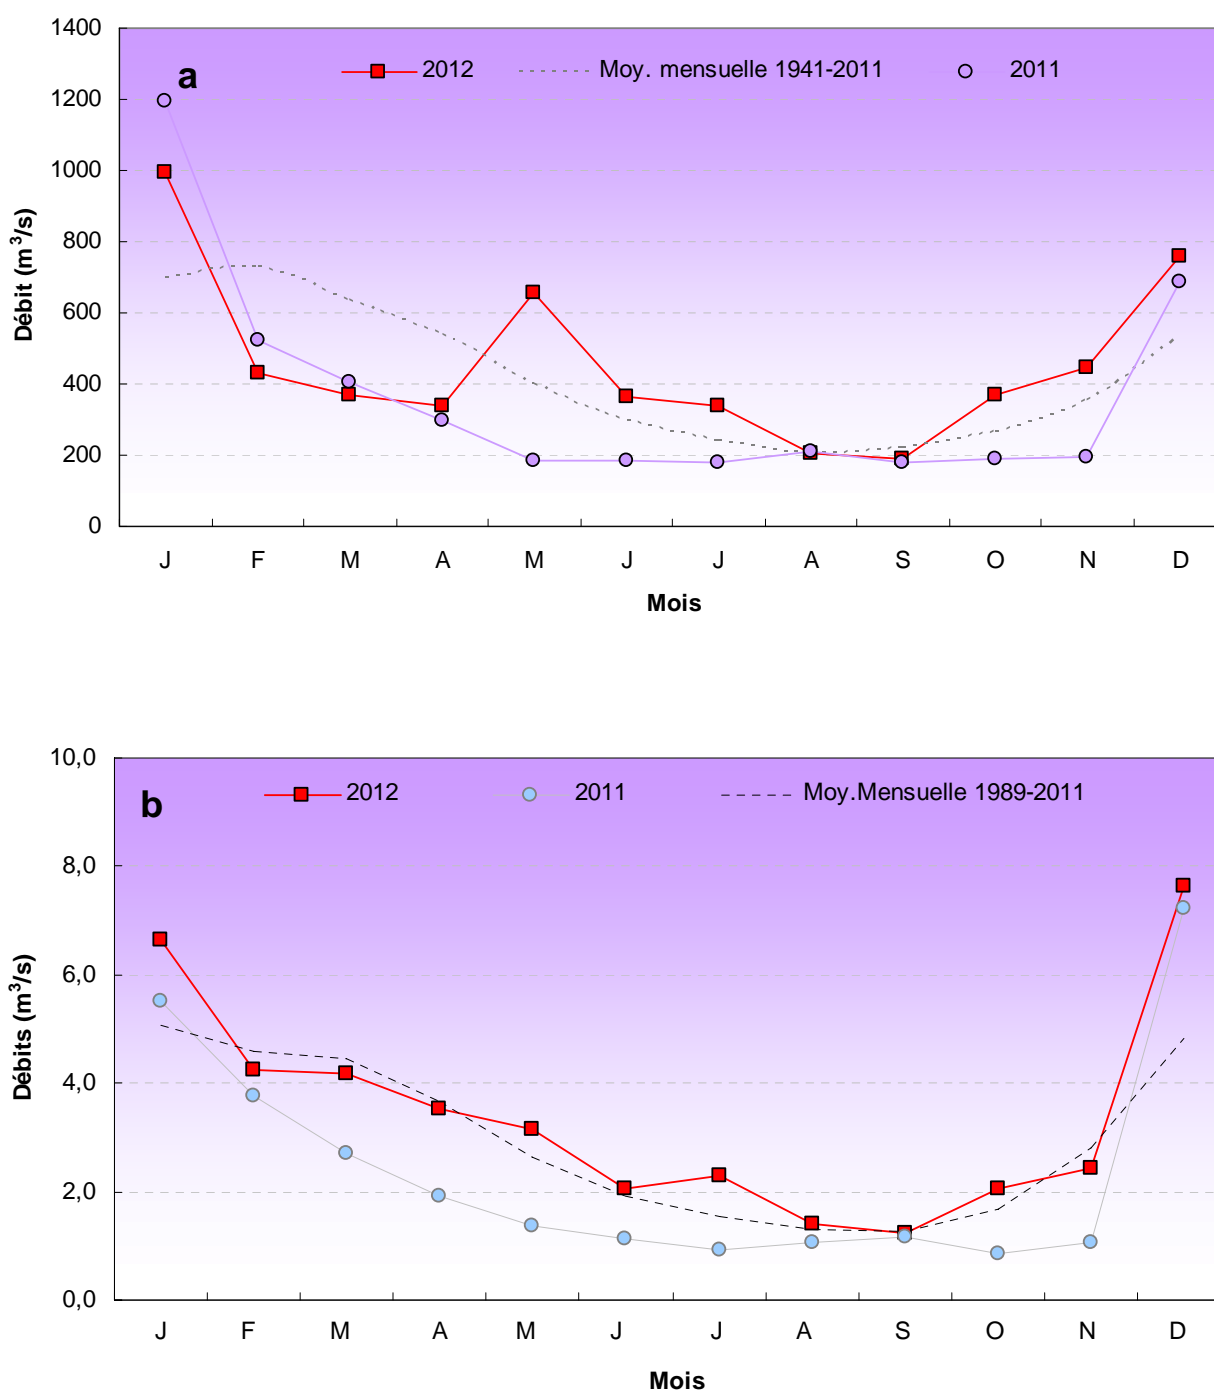 1400
a
2012 Moy. mensuelle 1941-2011 2011
1200
1000
800
600
400
200
0
Débit (m³/s)
J F M A M J J A S O N D
Mois
10,0
b
2012 2011 Moy.Mensuelle 1989-2011
8,0
6,0
4,0
2,0
0,0
Débits (m³/s)
J F M A M J J A S O N D
Mois